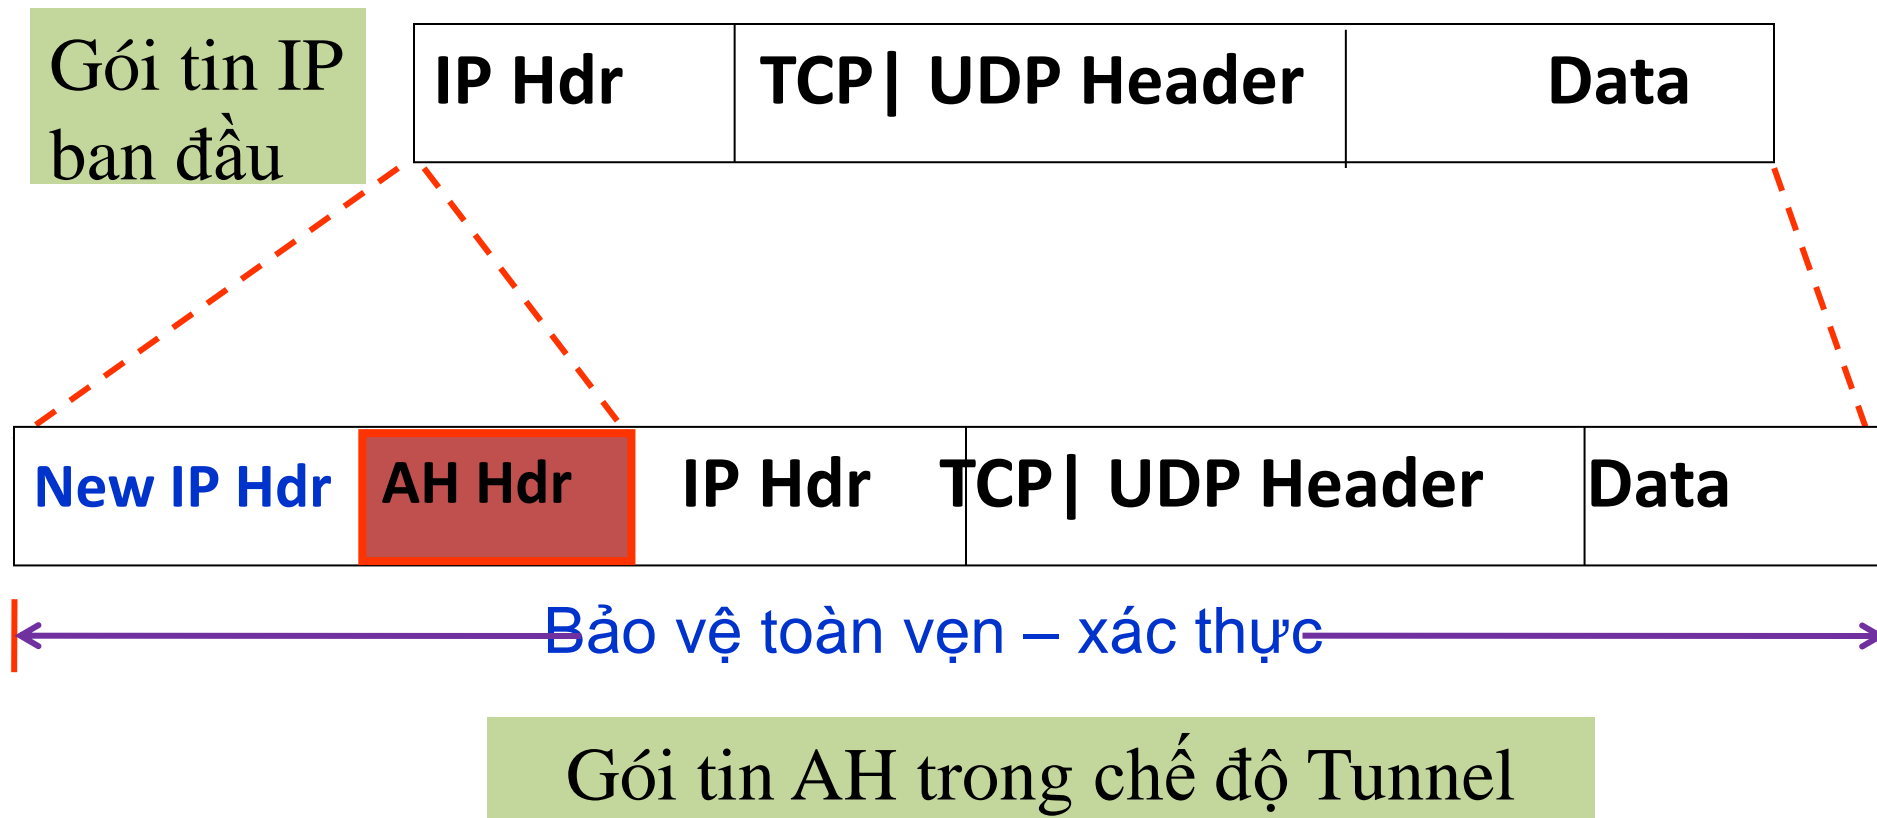 Gói tin IP
ban đầu
IP Hdr TCP| UDP Header Data
New IP Hdr AH Hdr IP Hdr TCP| UDP Header Data
Bảo vệ toàn vẹn – xác thực
Gói tin AH trong chế độ Tunnel